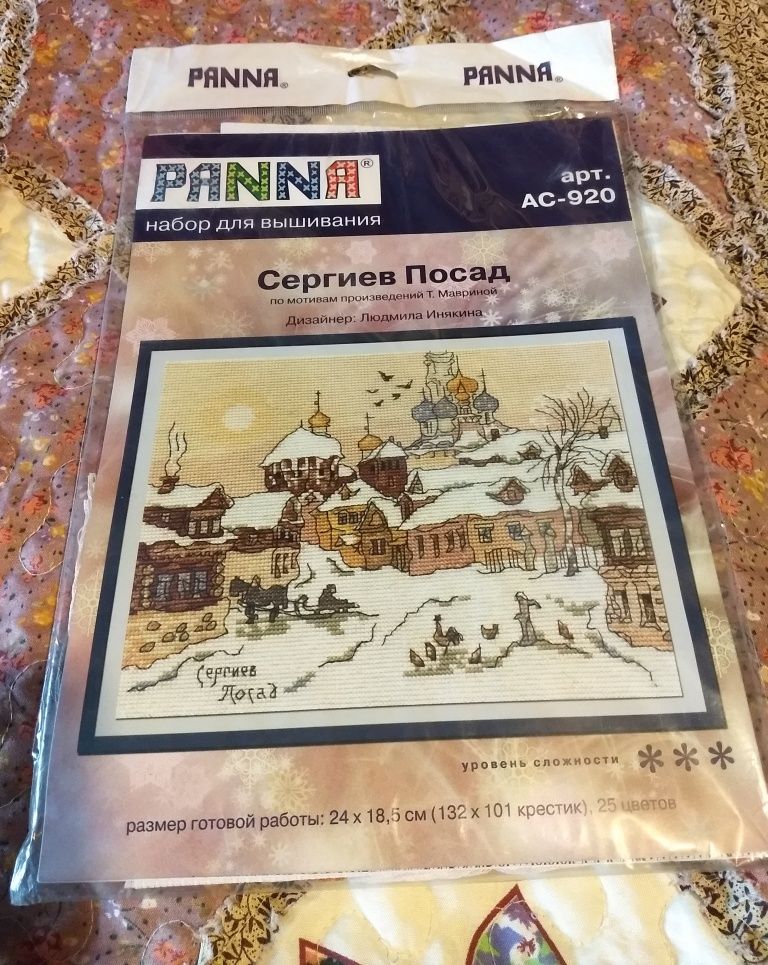 PANNA® PANNA®
PANNA®
арт.
АС-920
набор для вышивания
Сергиев Посад
по мотивам произведений Т. Мавриной
Дизайнер: Людмила Инякина
Сергиев
Посад
уровень сложности ***
размер готовой работы: 24 x 18,5 см (132 x 101 крестик), 25 цветов